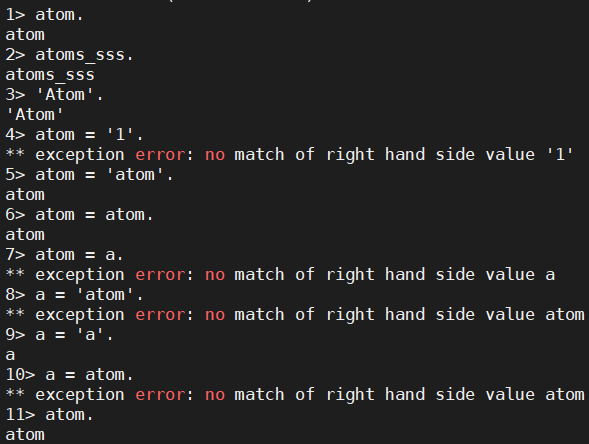 1> atom.
atom
2> atoms_sss.
atoms_sss
3> 'Atom'.
'Atom'
4> atom = '1'.
** exception error: no match of right hand side value '1'
5> atom = 'atom'.
atom
6> atom = atom.
atom
7> atom = a.
** exception error: no match of right hand side value a
8> a = 'atom'.
** exception error: no match of right hand side value atom
9> a = 'a'.
a
10> a = atom.
** exception error: no match of right hand side value atom
11> atom.
atom